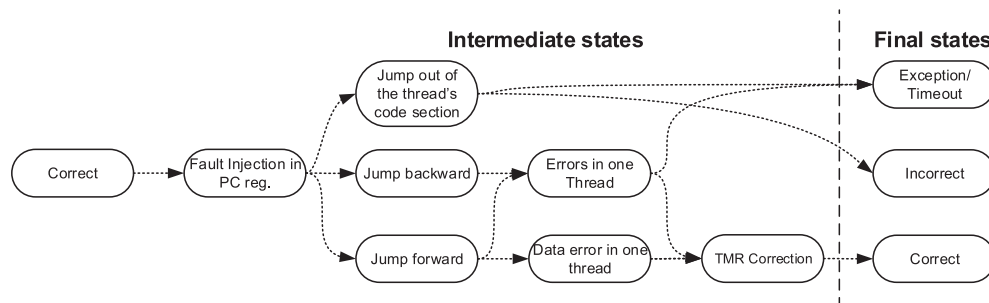 Intermediate states
Final states
Jump out of
the thread's
code section
Exception/
Timeout
Correct
Fault Injection in
PC reg.
Jump backward
Errors in one
Thread
Incorrect
Jump forward
Data error in one
thread
TMR Correction
Correct